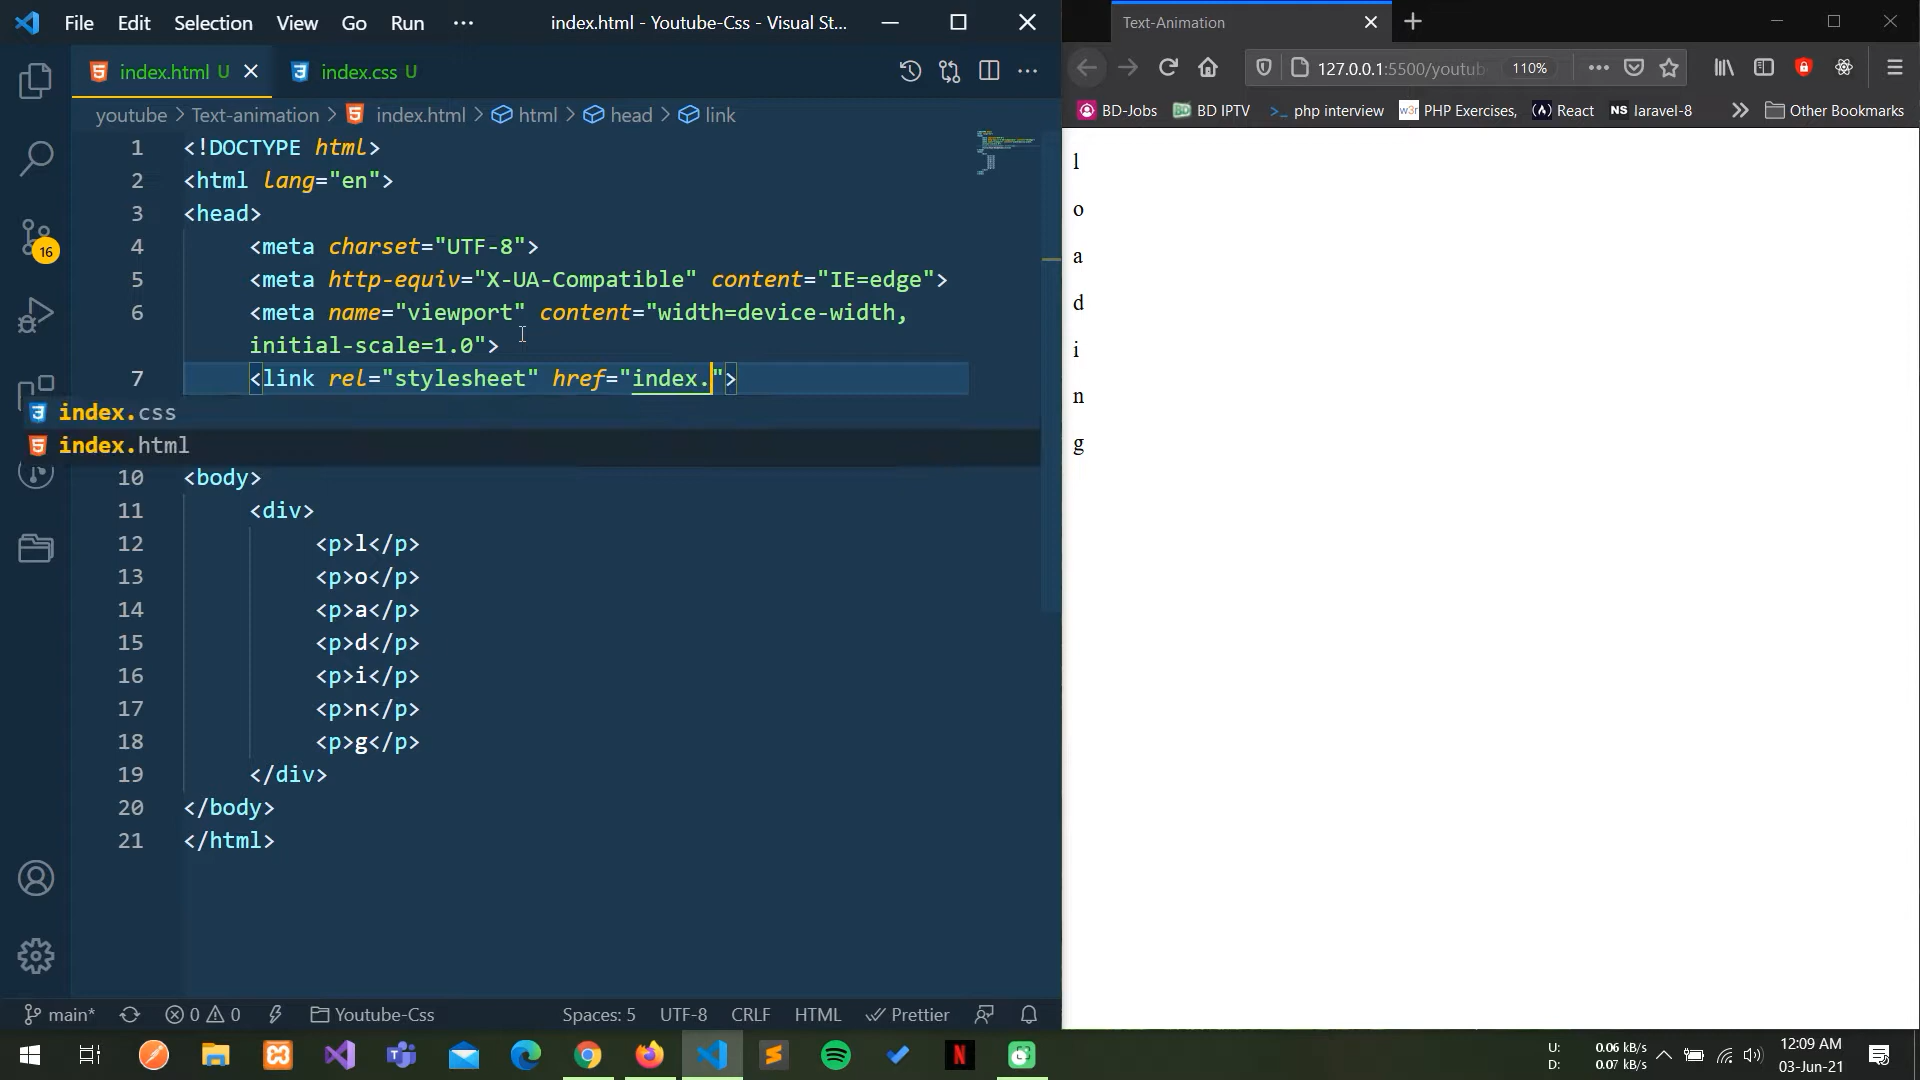 File Edit Selection View Go Run ··· index.html - Youtube-Css - Visual St...
index.html U index.css U
youtube > Text-animation > index.html > html > head > link
1 <!DOCTYPE html>
2 <html lang="en">
3 <head>
4 <meta charset="UTF-8">
5 <meta http-equiv="X-UA-Compatible" content="IE=edge">
6 <meta name="viewport" content="width=device-width,
initial-scale=1.0">
7 <link rel="stylesheet" href="index.">
index.css
index.html
10 <body>
11 <div>
12 <p>l</p>
13 <p>o</p>
14 <p>a</p>
15 <p>d</p>
16 <p>i</p>
17 <p>n</p>
18 <p>g</p>
19 </div>
20 </body>
21 </html>
16
main* 0 0 Youtube-Css Spaces: 5 UTF-8 CRLF HTML Prettier
Text-Animation
127.0.0.1:5500/youtub 110%
BD-Jobs BD IPTV php interview PHP Exercises, React NS laravel-8 Other Bookmarks
l
o
a
d
i
n
g
U: 0.06 kB/s
D: 0.07 kB/s
12:09 AM
03-Jun-21